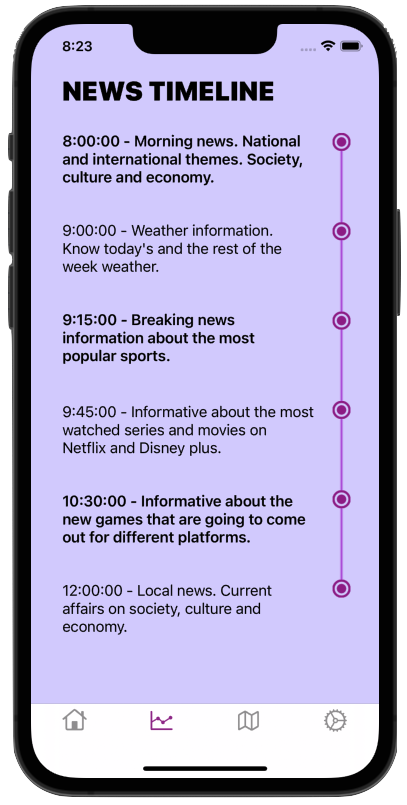 8:23
NEWS TIMELINE
8:00:00 - Morning news. National
and international themes. Society,
culture and economy.
9:00:00 - Weather information.
Know today's and the rest of the
week weather.
9:15:00 - Breaking news
information about the most
popular sports.
9:45:00 - Informative about the most
watched series and movies on
Netflix and Disney plus.
10:30:00 - Informative about the
new games that are going to come
out for different platforms.
12:00:00 - Local news. Current
affairs on society, culture and
economy.